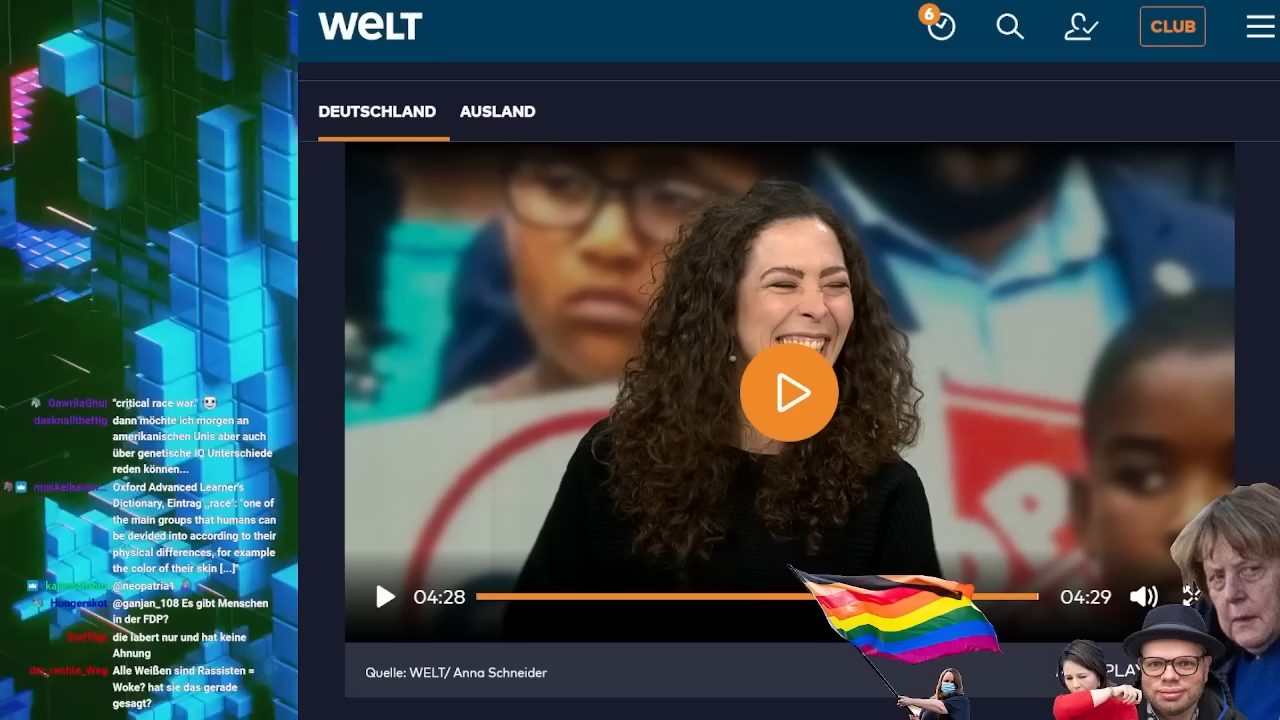 WELT
6
CLUB
DEUTSCHLAND
AUSLAND
GawrilaGhul "critical race war."
dasknalltheftig dann möchte ich morgen an
amerikanischen Unis aber auch
über genetische IQ Unterschiede
reden können...
Oxford Advanced Learner's
Dictionary, Eintrag „race": "one of
the main groups that humans can
be devided into according to their
physical differences, for example
the color of their skin [...]"
@neopatria1
Hungerskot @ganjan_108 Es gibt Menschen
in der FDP?
die labert nur und hat keine
Ahnung
der_rechte_Weg Alle Weißen sind Rassisten =
Woke? hat sie das gerade
gesagt?
04:28
04:29
Quelle: WELT/ Anna Schneider
PLAY